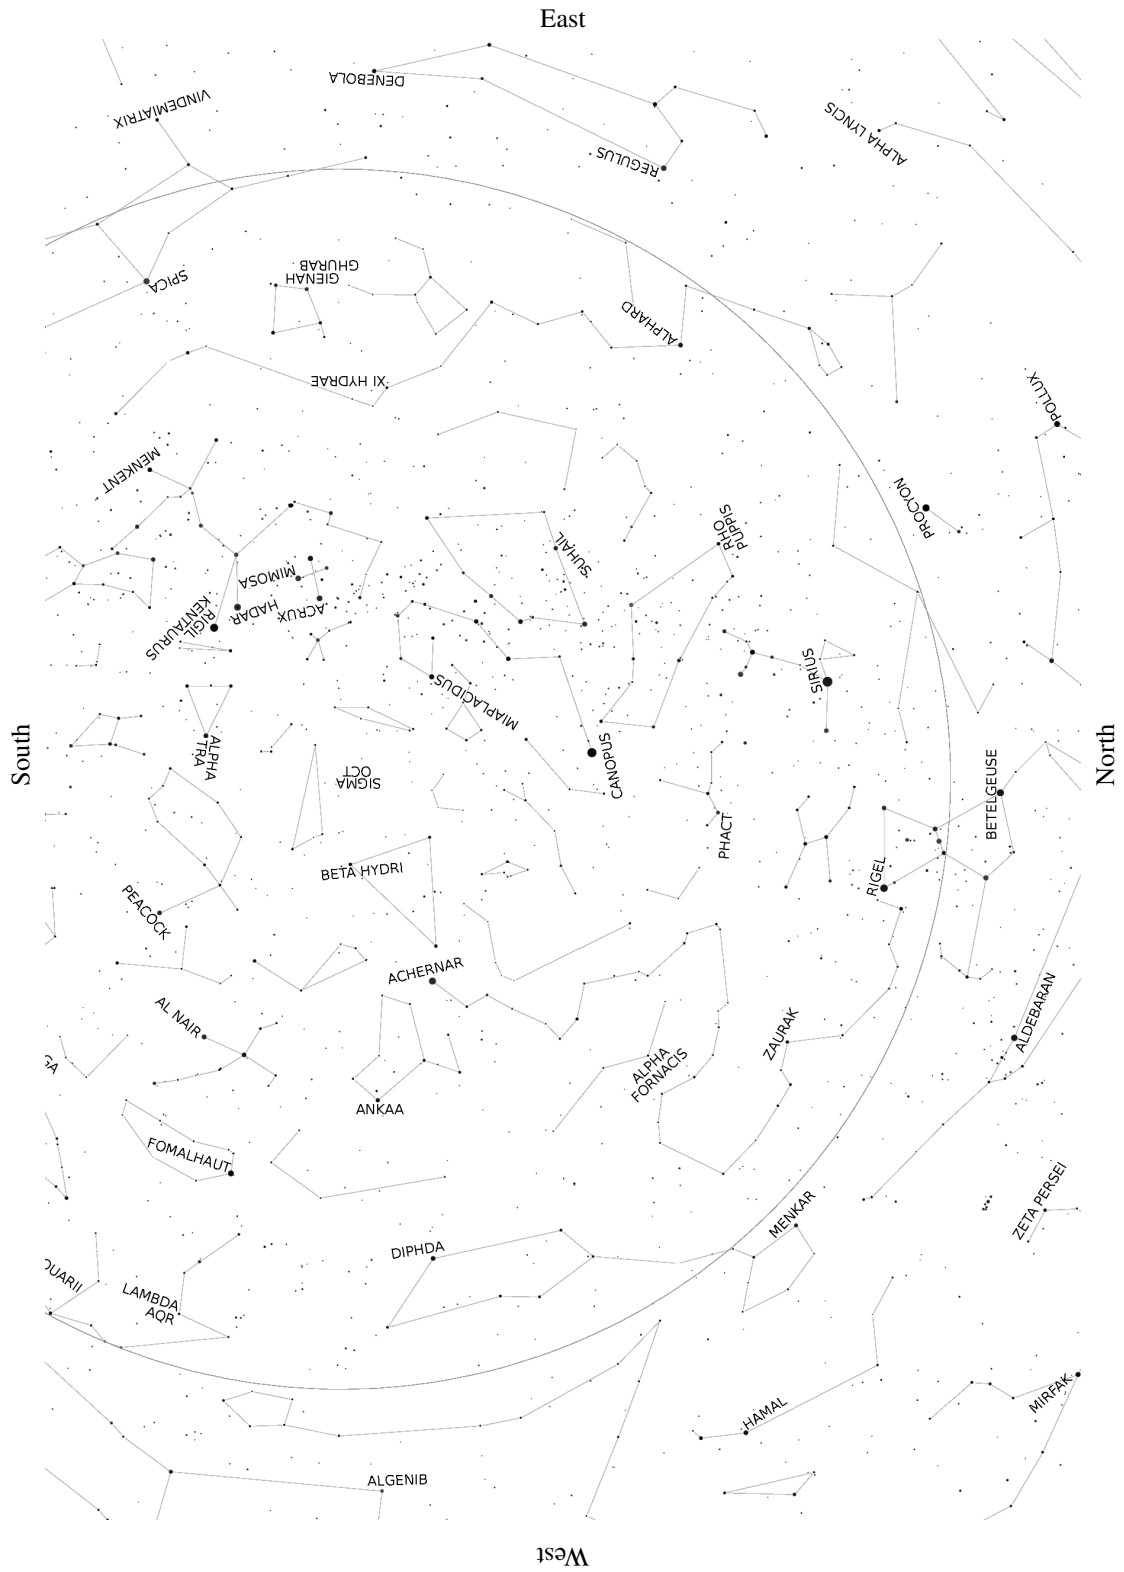 East
DENEBOLA
VINDEMIATRIX
ALPHA LYNCIS
REGULUS
SPICA
GIENAH
GHURAB
ALPHARD
XI HYDRAE
POLLUX
MENKENT
PROCYON
RHO
PUPPIS
SUHAIL
MIMOSA
HADAR
ACRUX
RIGIL
KENTAURUS
SIRIUS
MIAPLACIDUS
CANOPUS
South
North
ALPHA
TRA
SIGMA
OCT
BETELGEUSE
PHACT
BETA HYDRI
RIGEL
PEACOCK
ACHERNAR
AL NAIR
ALDEBARAN
ZAURAK
GA
ALPHA
FORNACIS
ANKAA
FOMALHAUT
ZETA PERSEI
MENKAR
DIPHDA
QUARII
LAMBDA
AQR
MIRFAK
HAMAL
ALGENIB
West